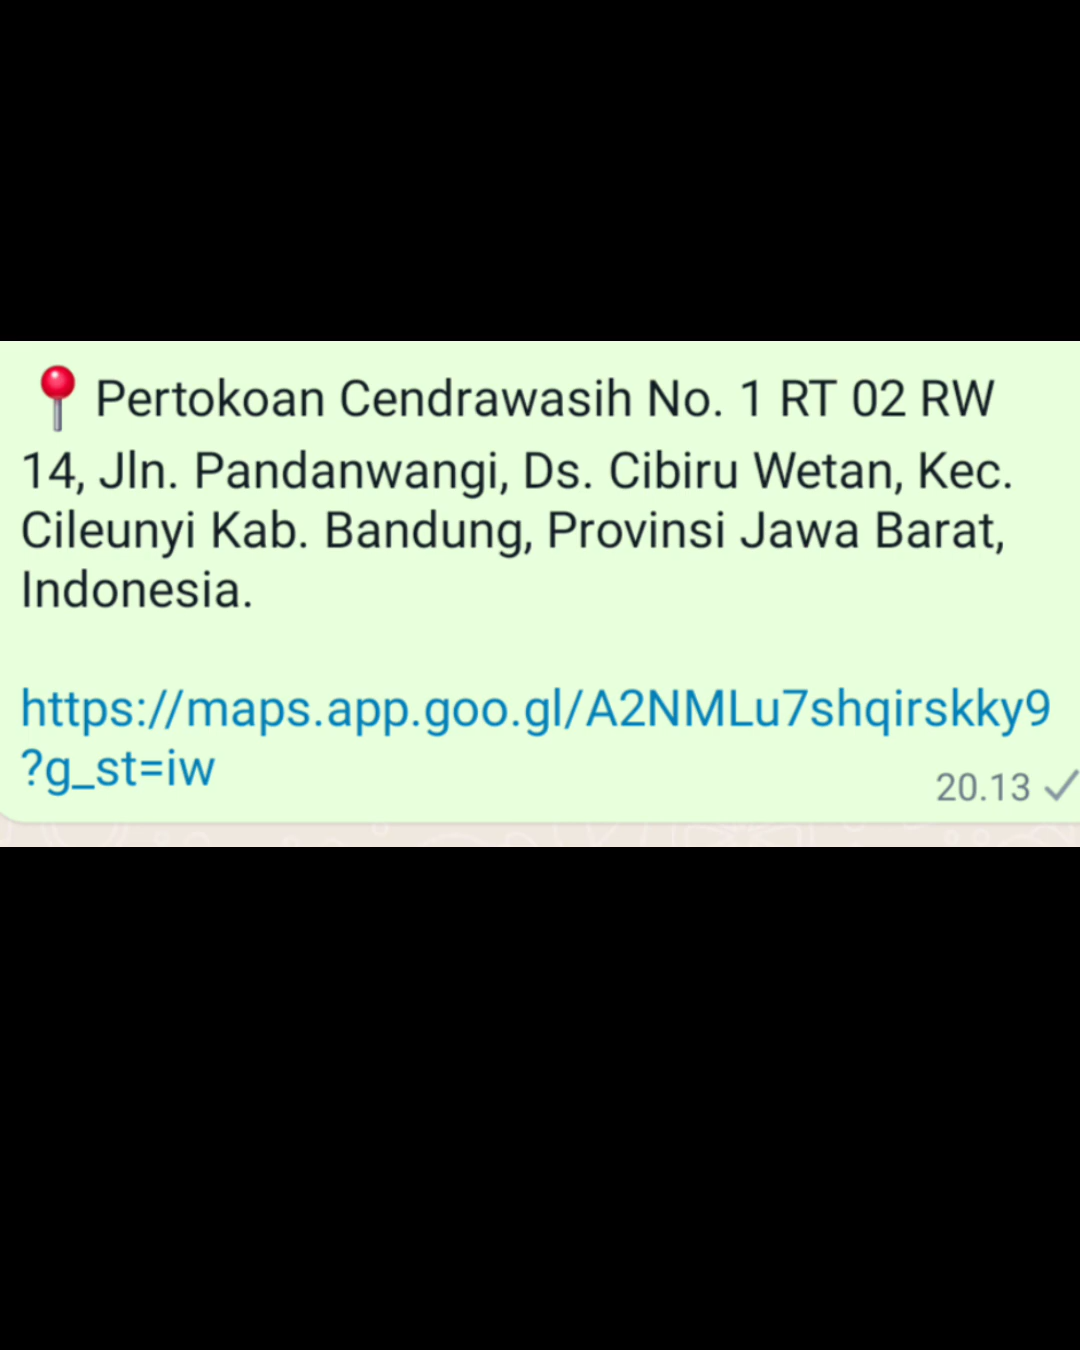 📍 Pertokoan Cendrawasih No. 1 RT 02 RW
14, Jln. Pandanwangi, Ds. Cibiru Wetan, Kec.
Cileunyi Kab. Bandung, Provinsi Jawa Barat,
Indonesia.
https://maps.app.goo.gl/A2NMLu7shqirskky9
?g_st=iw
20.13